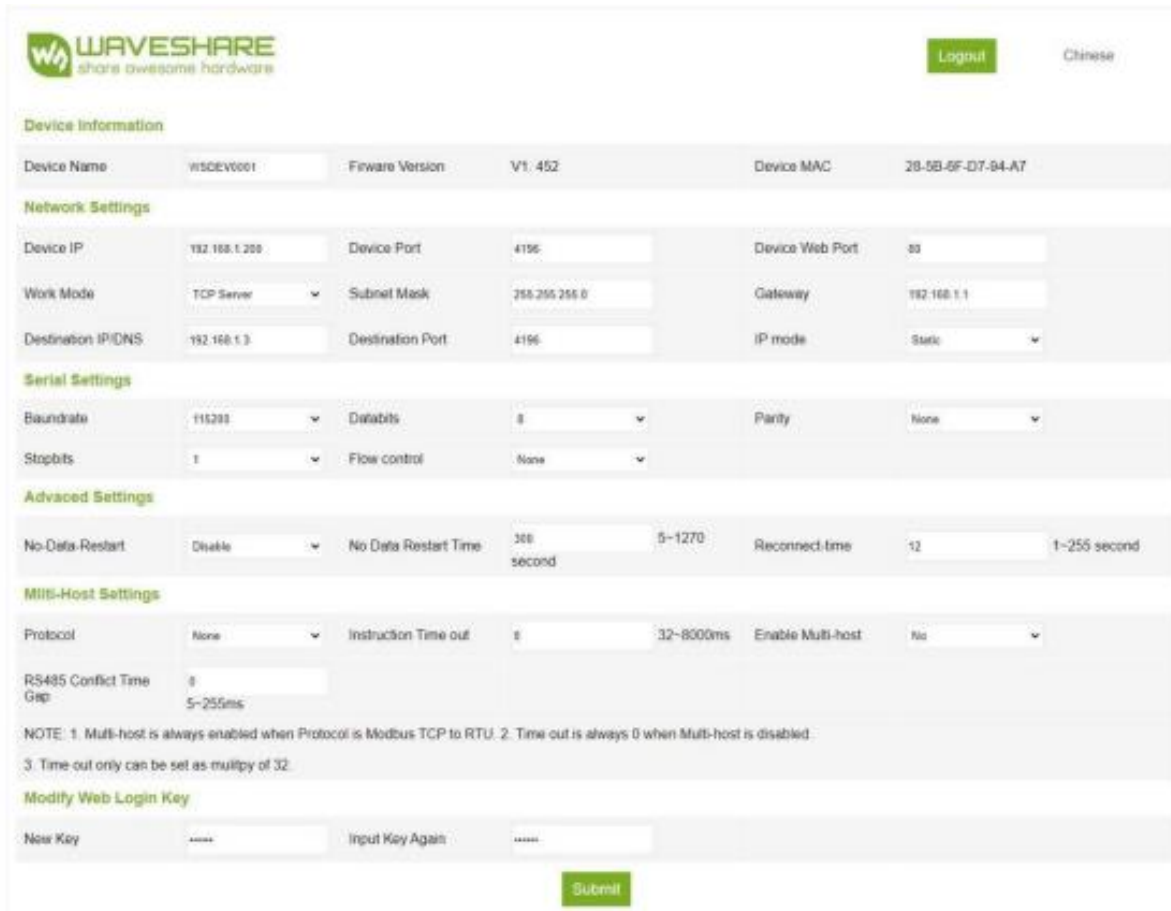 WAVESHARE
share awesome hardware
Logout Chinese
Device Information
Device Name WSDEV0001 Firware Version V1. 452 Device MAC 28-5B-6F-D7-94-A7
Network Settings
Device IP 192.168.1.200 Device Port 4196 Device Web Port 80
Work Mode TCP Server Subnet Mask 255.255.255.0 Gateway 192.168.1.1
Destination IP/DNS 192.168.1.3 Destination Port 4196 IP mode Static
Serial Settings
Baundrate 115200 Databits 8 Parity None
Stopbits 1 Flow control None
Advaced Settings
No-Data-Restart Disable No Data Restart Time 300 5~1270 Reconnect-time 12 1~255 second
second
Milti-Host Settings
Protocol None Instruction Time out 0 32~8000ms Enable Multi-host No
RS485 Conflict Time
Gap 0
5~255ms
NOTE: 1. Multi-host is always enabled when Protocol is Modbus TCP to RTU. 2. Time out is always 0 when Multi-host is disabled.
3. Time out only can be set as mulitpy of 32.
Modify Web Login Key
New Key •••••• Input Key Again ••••••
Submit